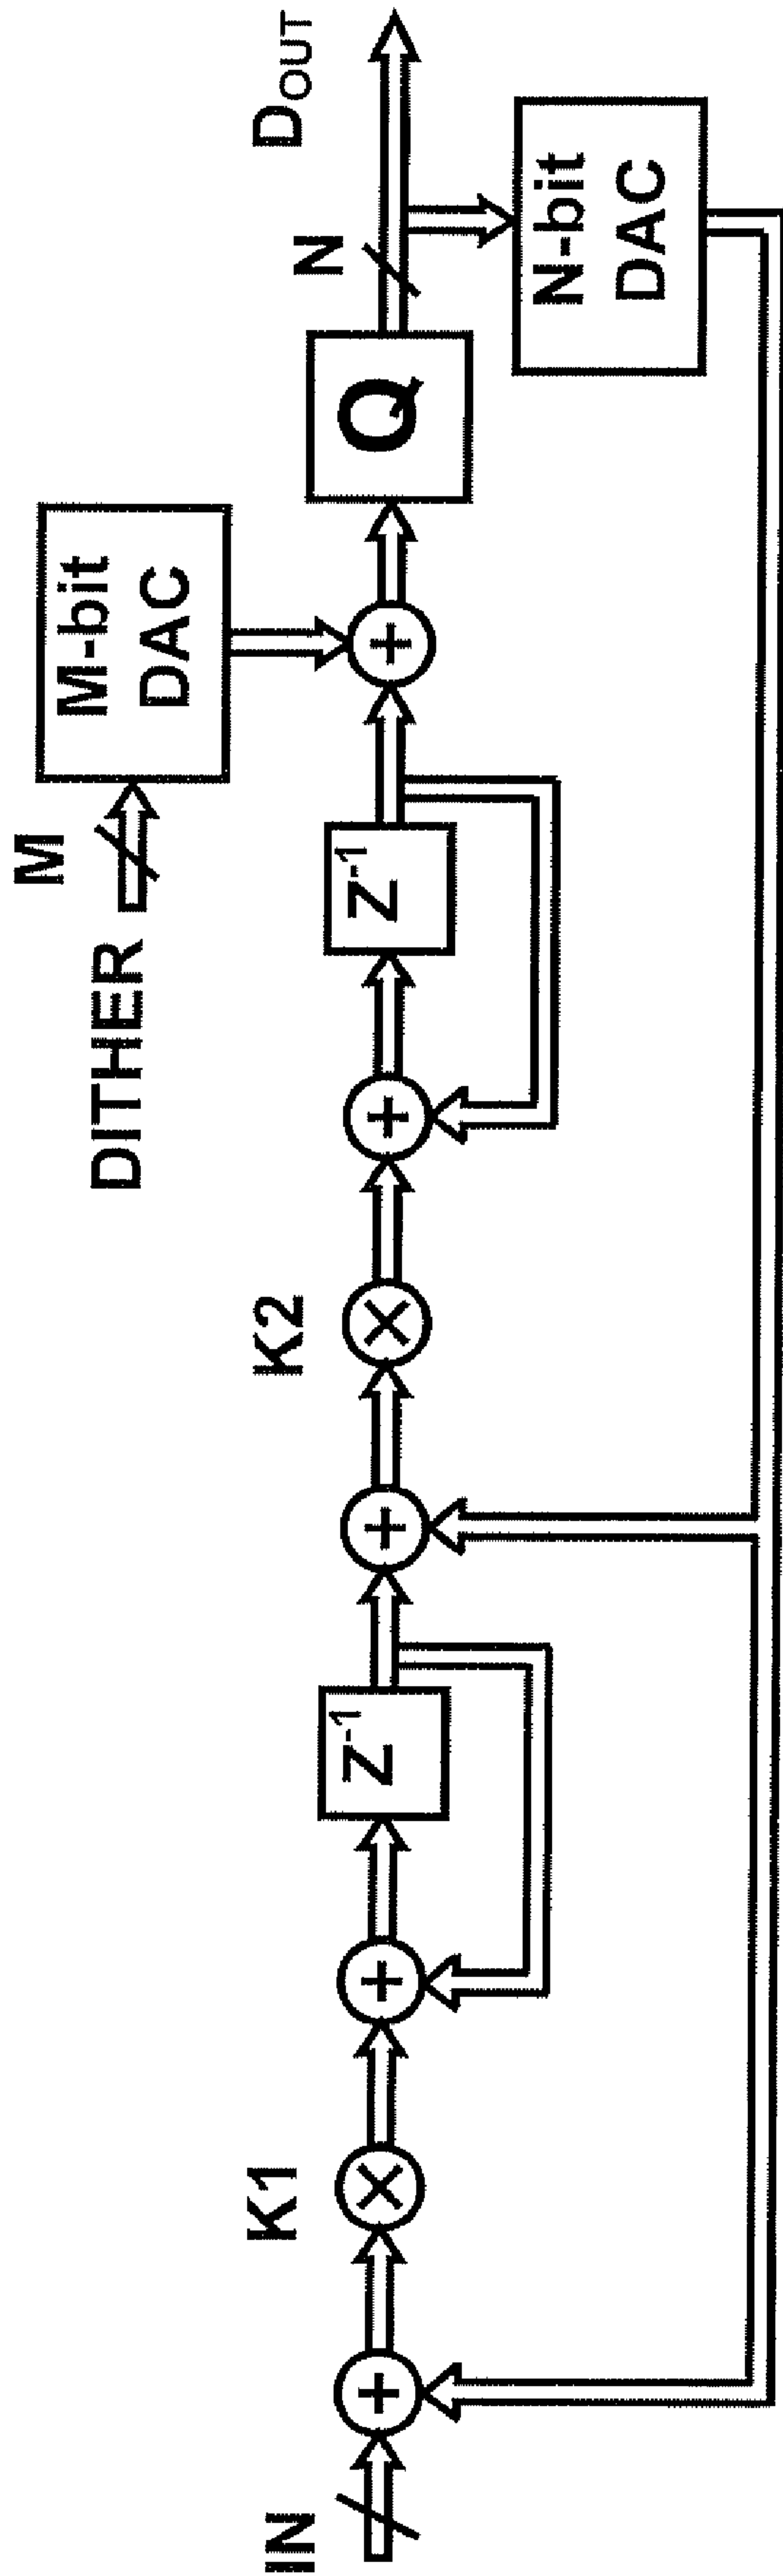 IN
+
K1
×
+
Z-1
+
K2
×
+
Z-1
+
DITHER
M
M-bit
DAC
Q
N
DOUT
N-bit
DAC